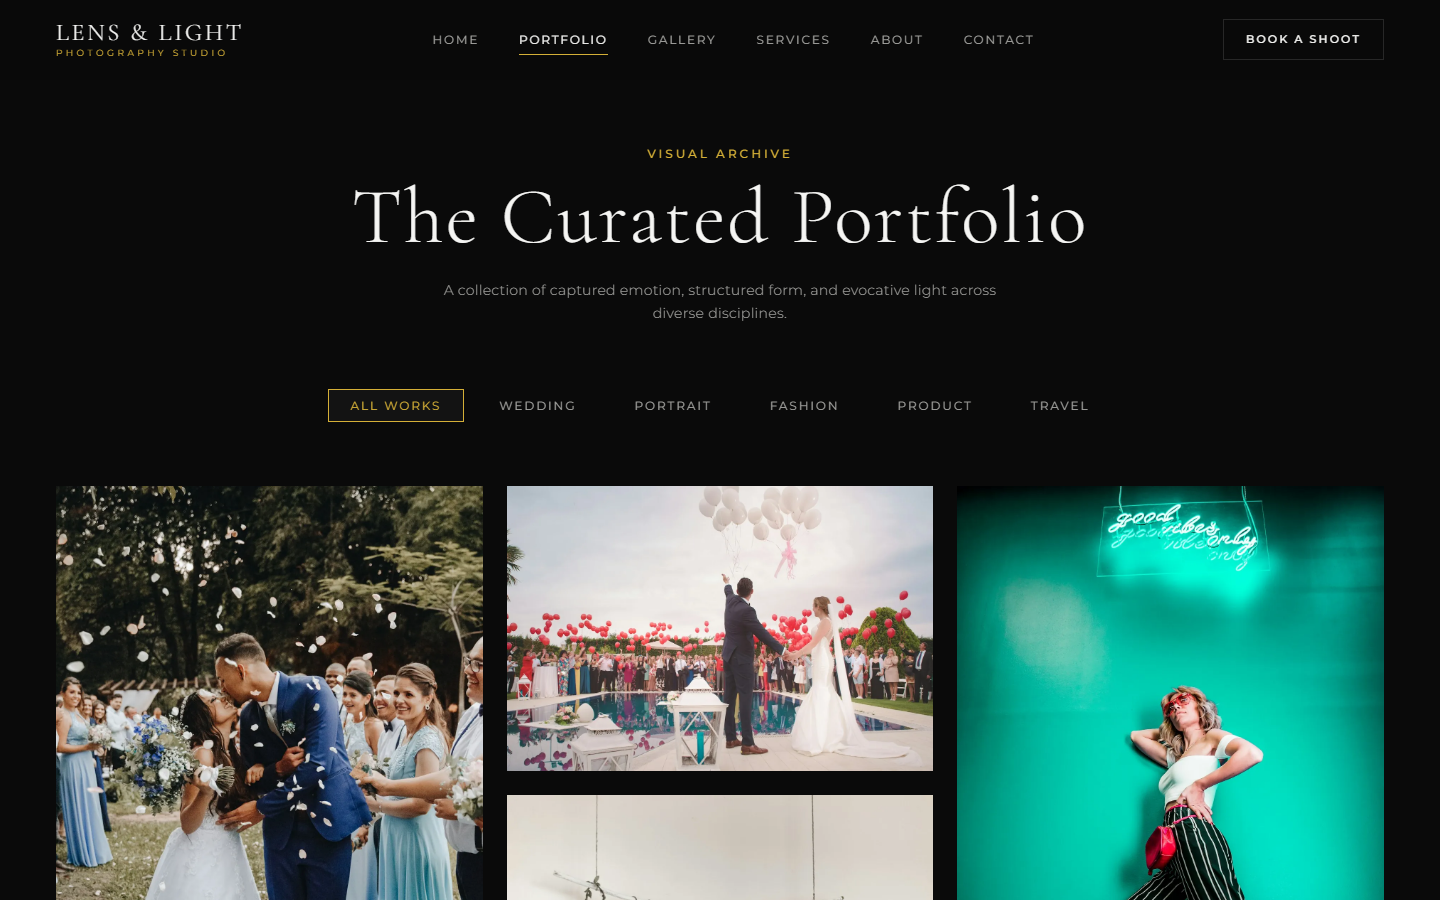 LENS & LIGHT
PHOTOGRAPHY STUDIO
HOME PORTFOLIO GALLERY SERVICES ABOUT CONTACT
BOOK A SHOOT
VISUAL ARCHIVE
The Curated Portfolio
A collection of captured emotion, structured form, and evocative light across
diverse disciplines.
ALL WORKS WEDDING PORTRAIT FASHION PRODUCT TRAVEL
good vibes only